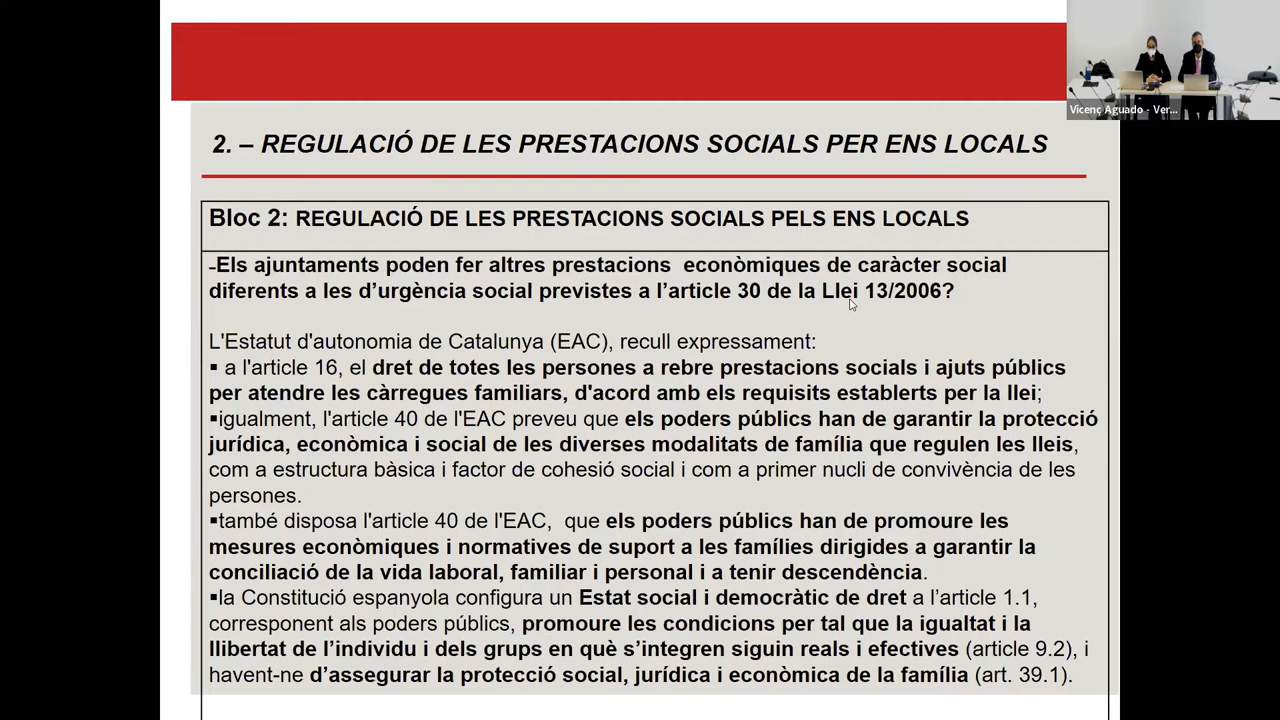 Vicenç Aguado - Ver...
2. – REGULACIÓ DE LES PRESTACIONS SOCIALS PER ENS LOCALS
Bloc 2: REGULACIÓ DE LES PRESTACIONS SOCIALS PELS ENS LOCALS
-Els ajuntaments poden fer altres prestacions  econòmiques de caràcter social
diferents a les d’urgència social previstes a l’article 30 de la Llei 13/2006?
L'Estatut d'autonomia de Catalunya (EAC), recull expressament:
▪ a l'article 16, el dret de totes les persones a rebre prestacions socials i ajuts públics
per atendre les càrregues familiars, d'acord amb els requisits establerts per la llei;
▪igualment, l'article 40 de l'EAC preveu que els poders públics han de garantir la protecció
jurídica, econòmica i social de les diverses modalitats de família que regulen les lleis,
com a estructura bàsica i factor de cohesió social i com a primer nucli de convivència de les
persones.
▪també disposa l'article 40 de l'EAC,  que els poders públics han de promoure les
mesures econòmiques i normatives de suport a les famílies dirigides a garantir la
conciliació de la vida laboral, familiar i personal i a tenir descendència.
▪la Constitució espanyola configura un Estat social i democràtic de dret a l’article 1.1,
corresponent als poders públics, promoure les condicions per tal que la igualtat i la
llibertat de l’individu i dels grups en què s’integren siguin reals i efectives (article 9.2), i
havent-ne d’assegurar la protecció social, jurídica i econòmica de la família (art. 39.1).